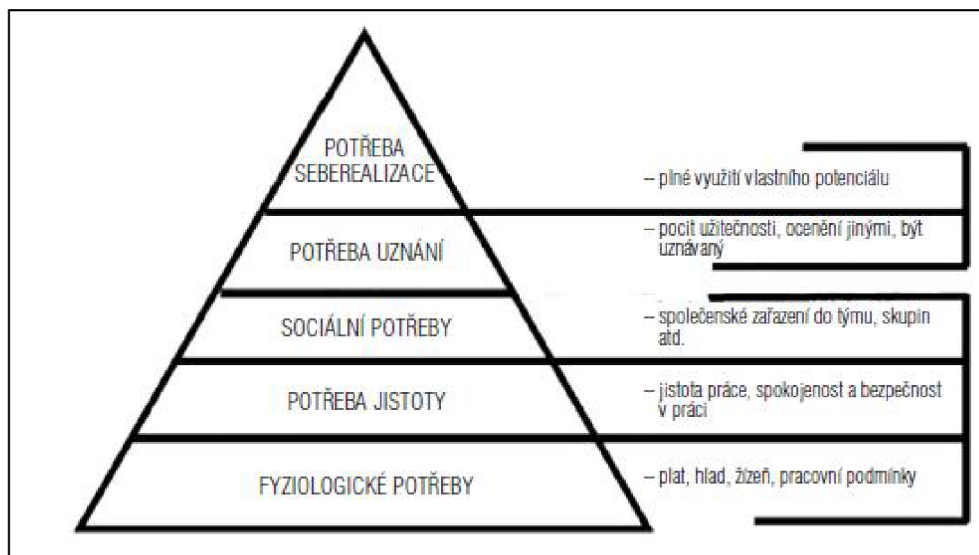 POTŘEBA
SEBEREALIZACE
– plné využití vlastního potenciálu
POTŘEBA UZNÁNÍ
– pocit užitečnosti, ocenění jinými, být
uznávaný
SOCIÁLNÍ POTŘEBY
– společenské zařazení do týmu, skupin
atd.
POTŘEBA JISTOTY
– jistota práce, spokojenost a bezpečnost
v práci
FYZIOLOGICKÉ POTŘEBY
– plat, hlad, žízeň, pracovní podmínky